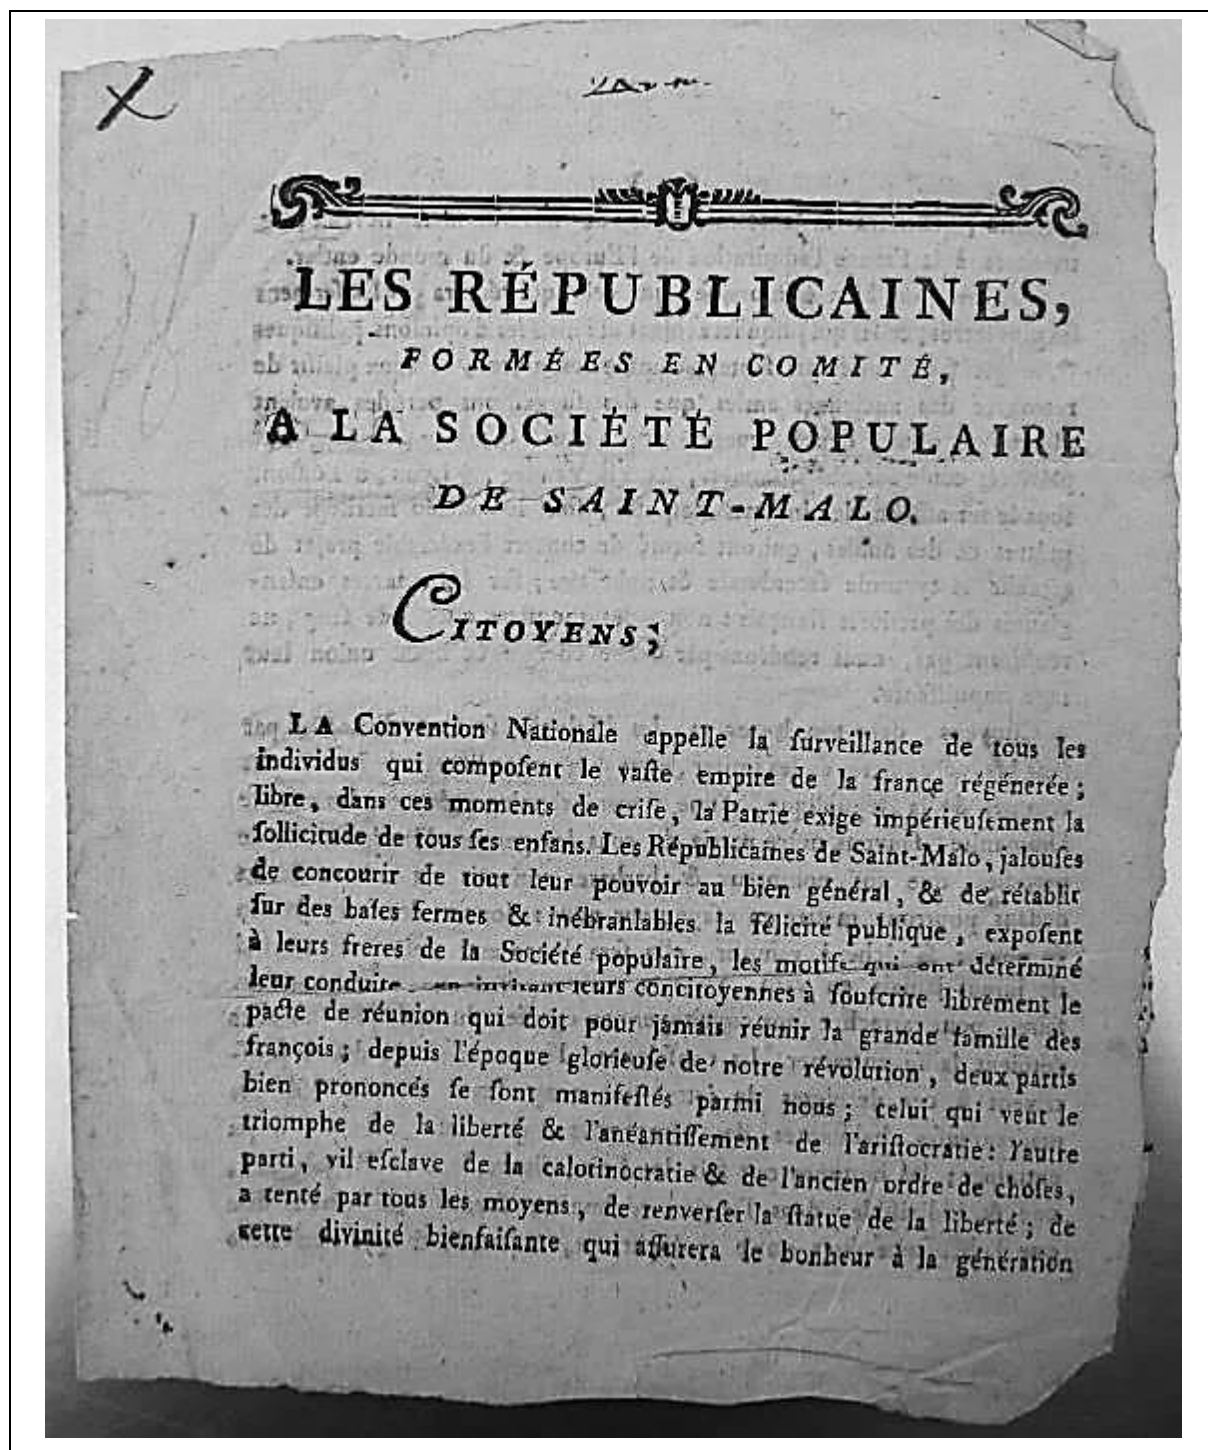 LES RÉPUBLICAINES,
FORMÉES EN COMITÉ,
A LA SOCIÉTÉ POPULAIRE
DE SAINT-MALO.
CITOYENS;
LA Convention Nationale appelle la ſurveillance de tous les
individus qui compoſent le vaſte empire de la france régénerée;
libre, dans ces moments de criſe, la Patrie exige impérieuſement la
ſollicitude de tous ſes enfans. Les Républicaines de Saint-Malo, jalouſes
de concourir de tout leur pouvoir au bien général, & de rétablir
ſur des baſes fermes & inébranlables la félicité publique, expoſent
à leurs freres de la Société populaire, les motifs qui ont déterminé
leur conduite en invitant leurs concitoyennes à ſouſcrire librement le
pacte de réunion qui doit pour jamais réunir la grande famille des
françois; depuis l'époque glorieuſe de notre révolution, deux partis
bien prononcés ſe ſont manifeſtés parmi nous; celui qui veut le
triomphe de la liberté & l'anéantiſſement de l'ariſtocratie: l'autre
parti, vil eſclave de la calotinocratie & de l'ancien ordre de choſes,
a tenté par tous les moyens, de renverſer la ſtatue de la liberté; de
cette divinité bienfaiſante qui aſſurera le bonheur à la génération